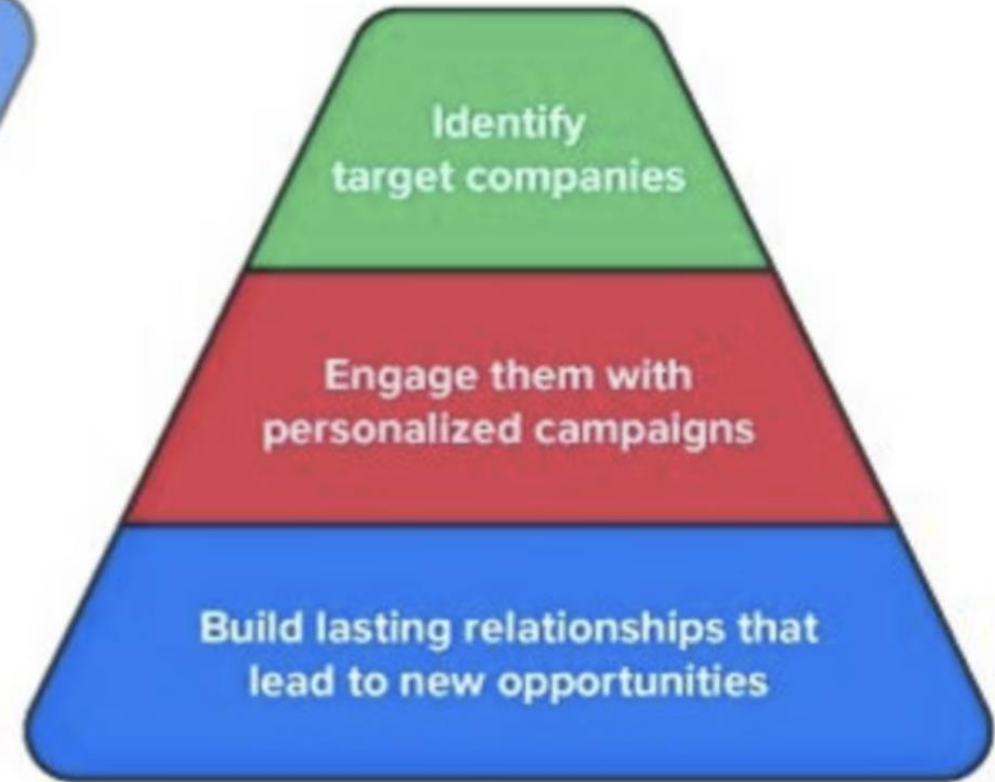 Identify
target companies
Engage them with
personalized campaigns
Build lasting relationships that
lead to new opportunities